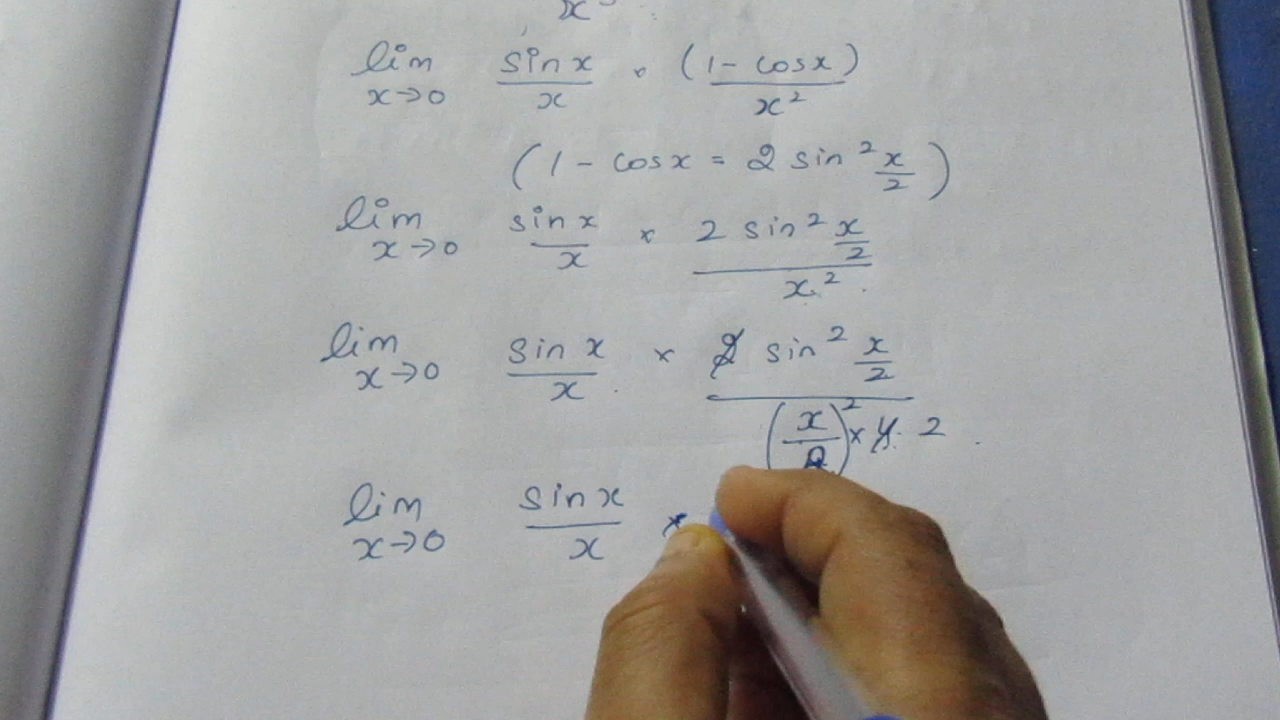 x³
lim x→0 sin x / x × (1 - cos x) / x²
(1 - cos x = 2 sin² x/2)
lim x→0 sin x / x × 2 sin² x/2 / x²
lim x→0 sin x / x × 2 sin² x/2 / (x/2)² × 4 2
lim x→0 sin x / x ×